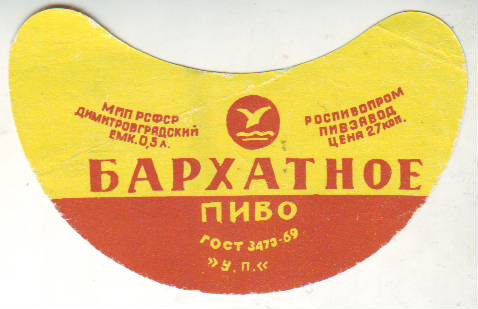 МПП РСФСР
ДИМИТРОВГРАДСКИЙ
ЕМК. 0,5 л.
РОСПИВОПРОМ
ПИВЗАВОД
ЦЕНА 27 КОП.
БАРХАТНОЕ
ПИВО
ГОСТ 3473-69
»У.П.«